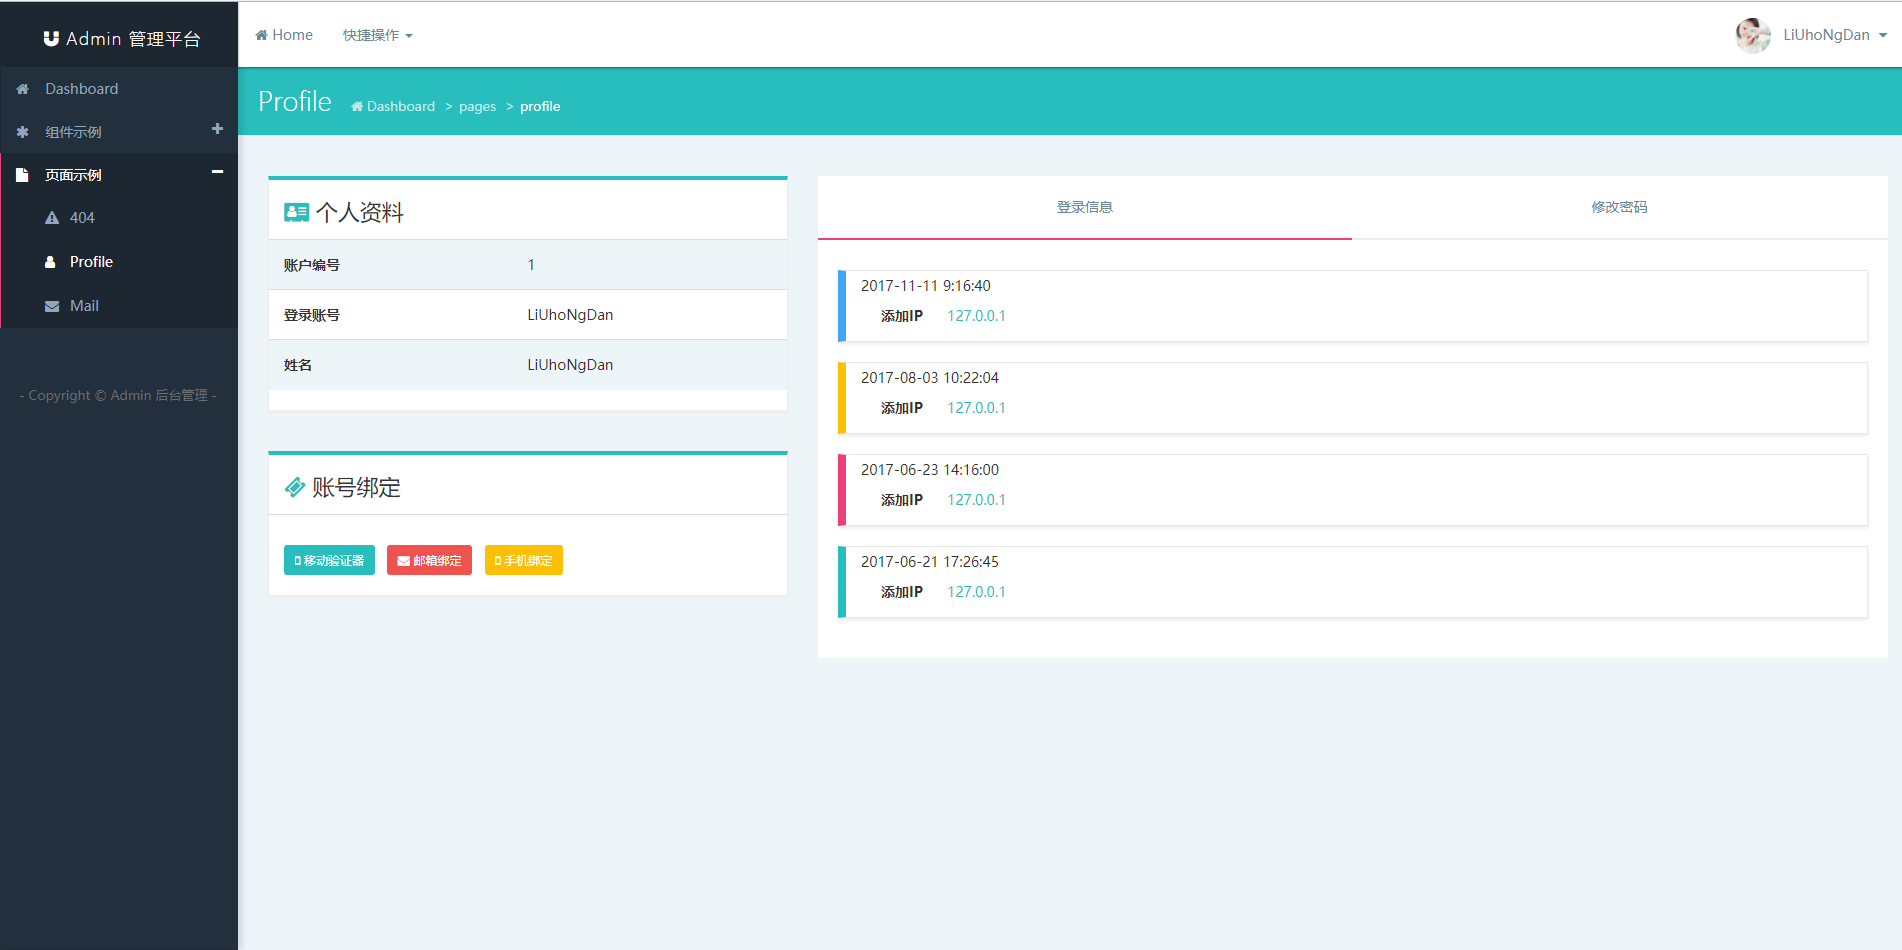 Admin 管理平台
Home 快捷操作
LiUhoNgDan
Dashboard
组件示例
页面示例
404
Profile
Mail
- Copyright © Admin 后台管理 -
Profile
Dashboard > pages > profile
个人资料
账户编号 1
登录账号 LiUhoNgDan
姓名 LiUhoNgDan
账号绑定
移动验证器 邮箱绑定 手机绑定
登录信息 修改密码
2017-11-11 9:16:40
添加IP 127.0.0.1
2017-08-03 10:22:04
添加IP 127.0.0.1
2017-06-23 14:16:00
添加IP 127.0.0.1
2017-06-21 17:26:45
添加IP 127.0.0.1